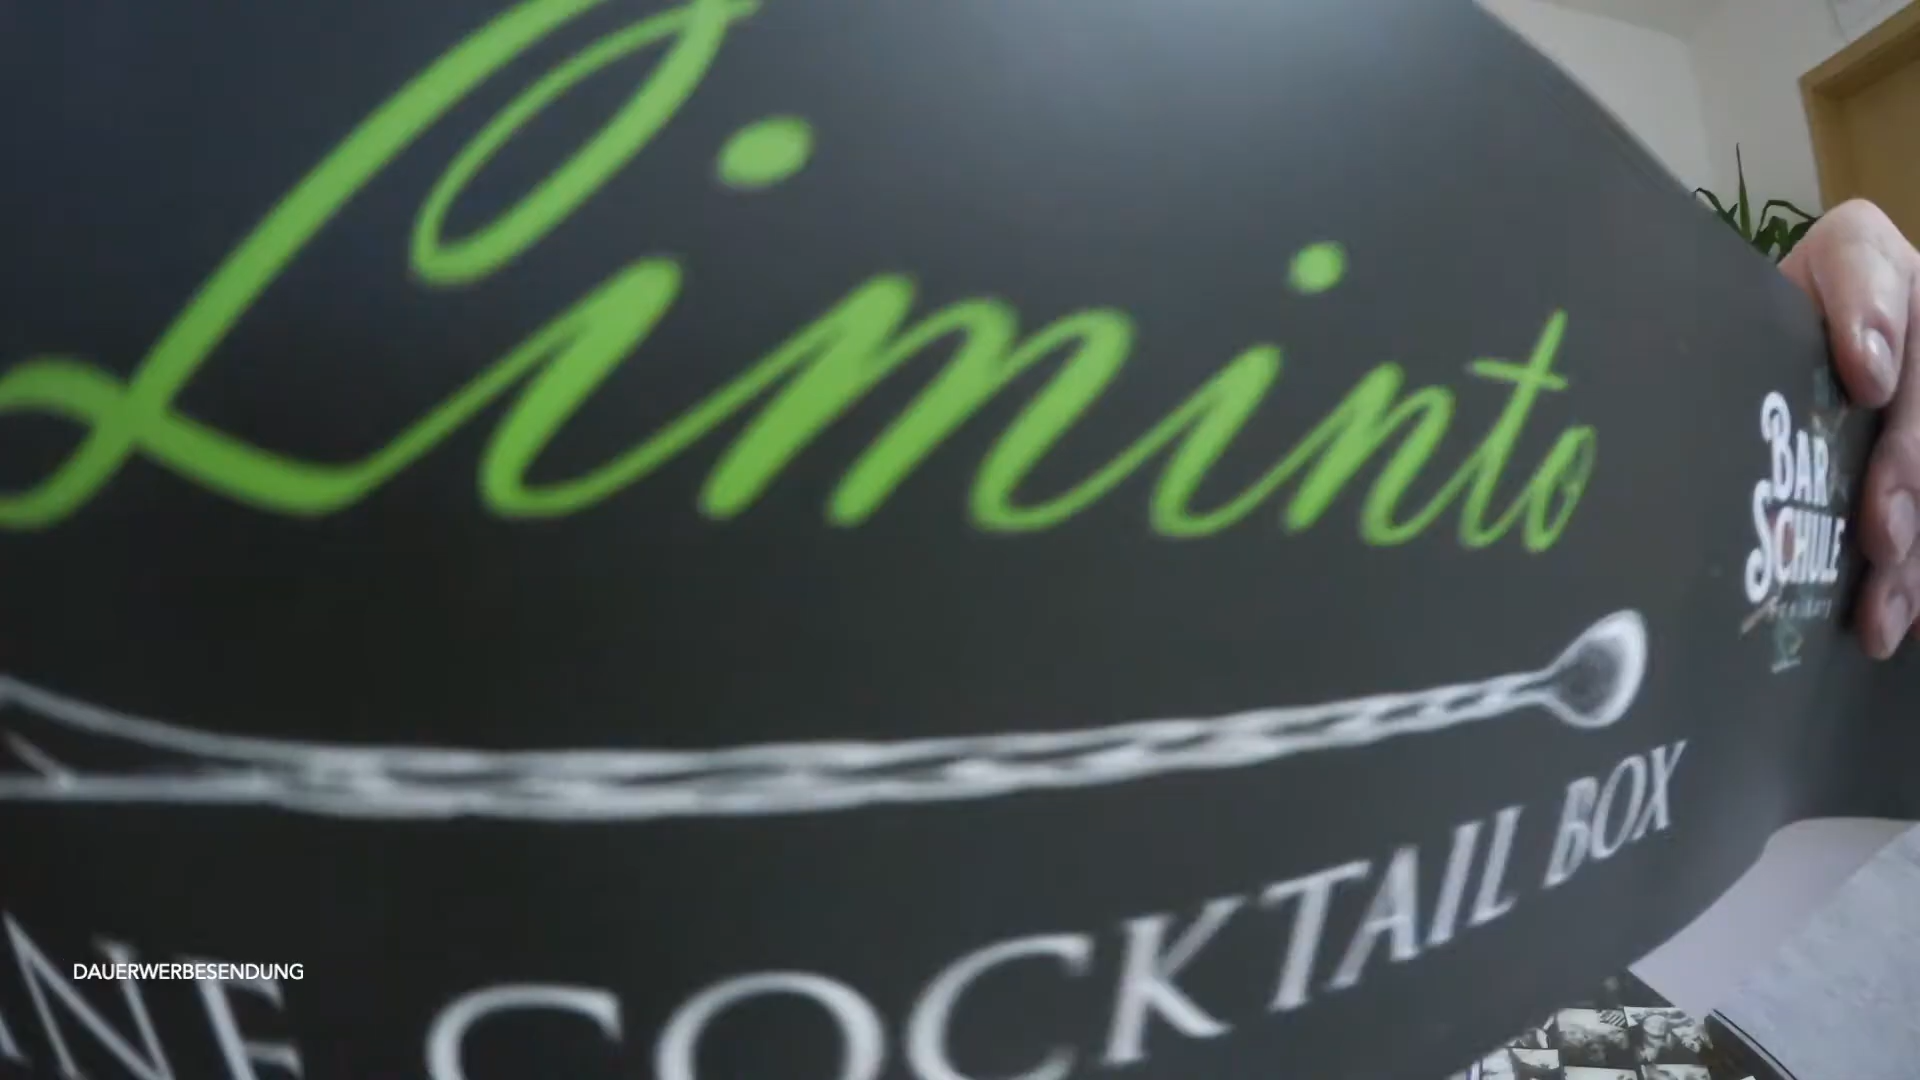 Liminto
BAR
SCHULE
COCKTAIL BOX
DAUERWERBESENDUNG